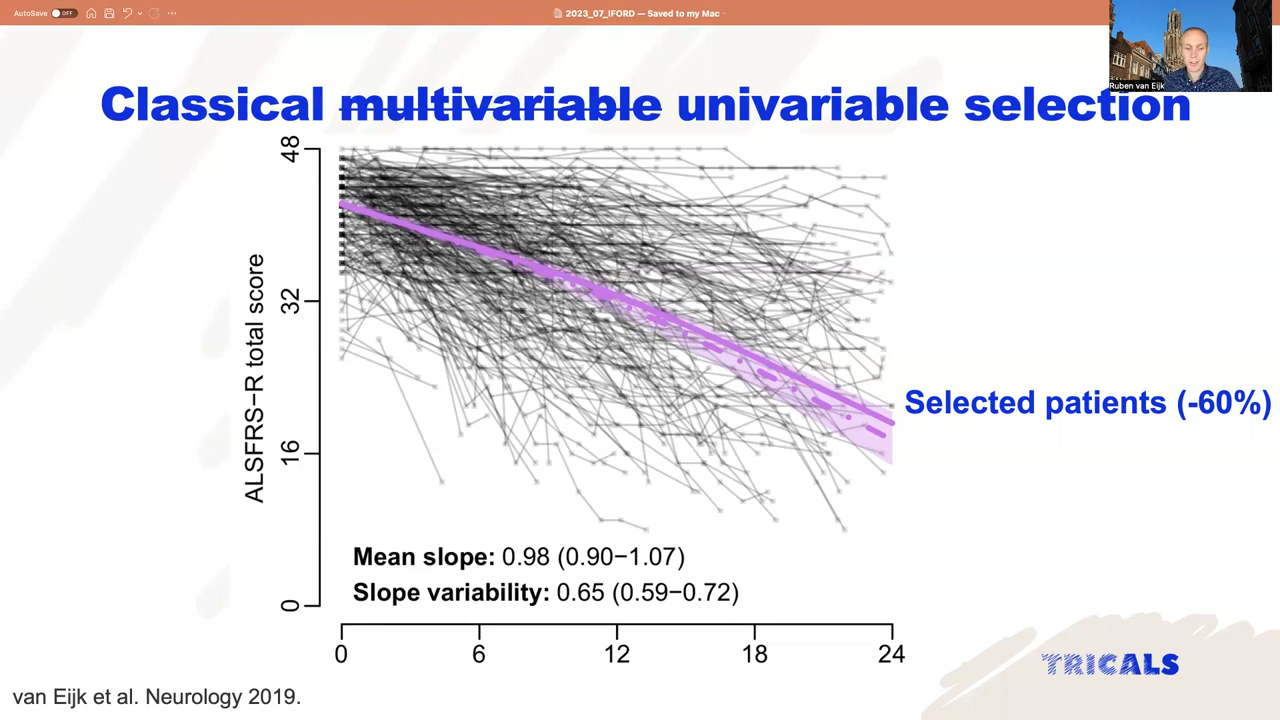 AutoSave OFF
2023_07_IFORD — Saved to my Mac
Ruben van Eijk
Classical multivariable univariable selection
48
32
16
0
ALSFRS−R total score
Selected patients (-60%)
Mean slope: 0.98 (0.90−1.07)
Slope variability: 0.65 (0.59−0.72)
0 6 12 18 24
TRICALS
van Eijk et al. Neurology 2019.